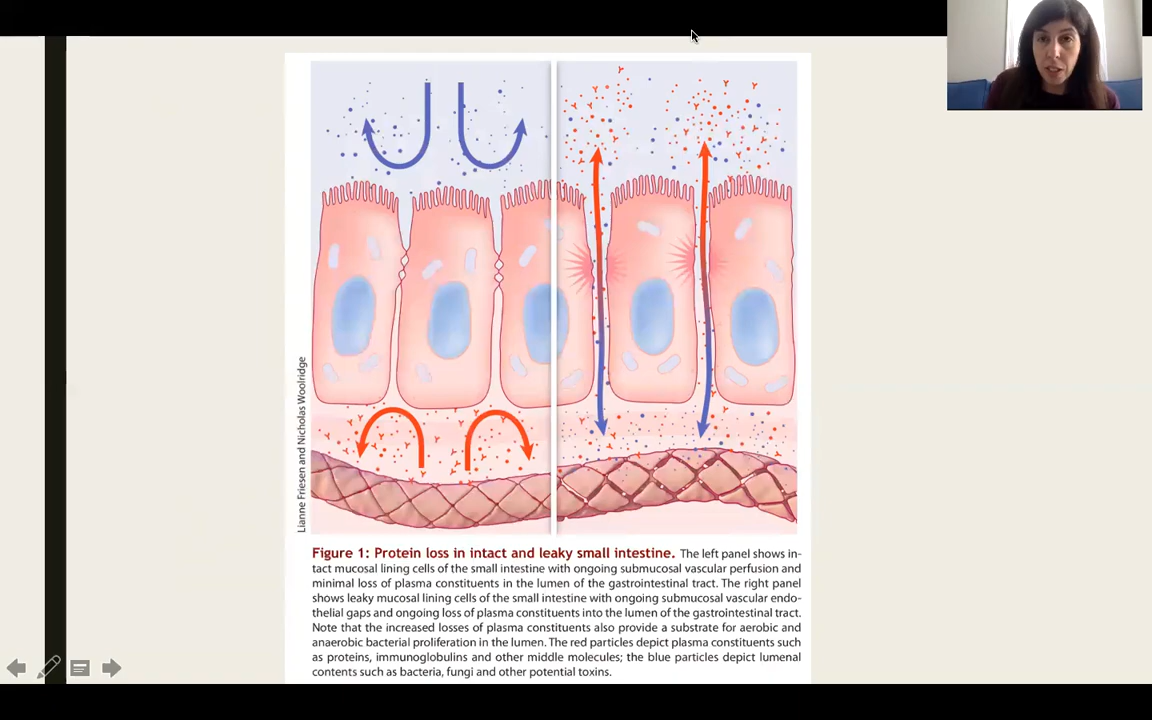 Lianne Friesen and Nicholas Woolridge
Figure 1: Protein loss in intact and leaky small intestine. The left panel shows in-
tact mucosal lining cells of the small intestine with ongoing submucosal vascular perfusion and
minimal loss of plasma constituents in the lumen of the gastrointestinal tract. The right panel
shows leaky mucosal lining cells of the small intestine with ongoing submucosal vascular endo-
thelial gaps and ongoing loss of plasma constituents into the lumen of the gastrointestinal tract.
Note that the increased losses of plasma constituents also provide a substrate for aerobic and
anaerobic bacterial proliferation in the lumen. The red particles depict plasma constituents such
as proteins, immunoglobulins and other middle molecules; the blue particles depict lumenal
contents such as bacteria, fungi and other potential toxins.